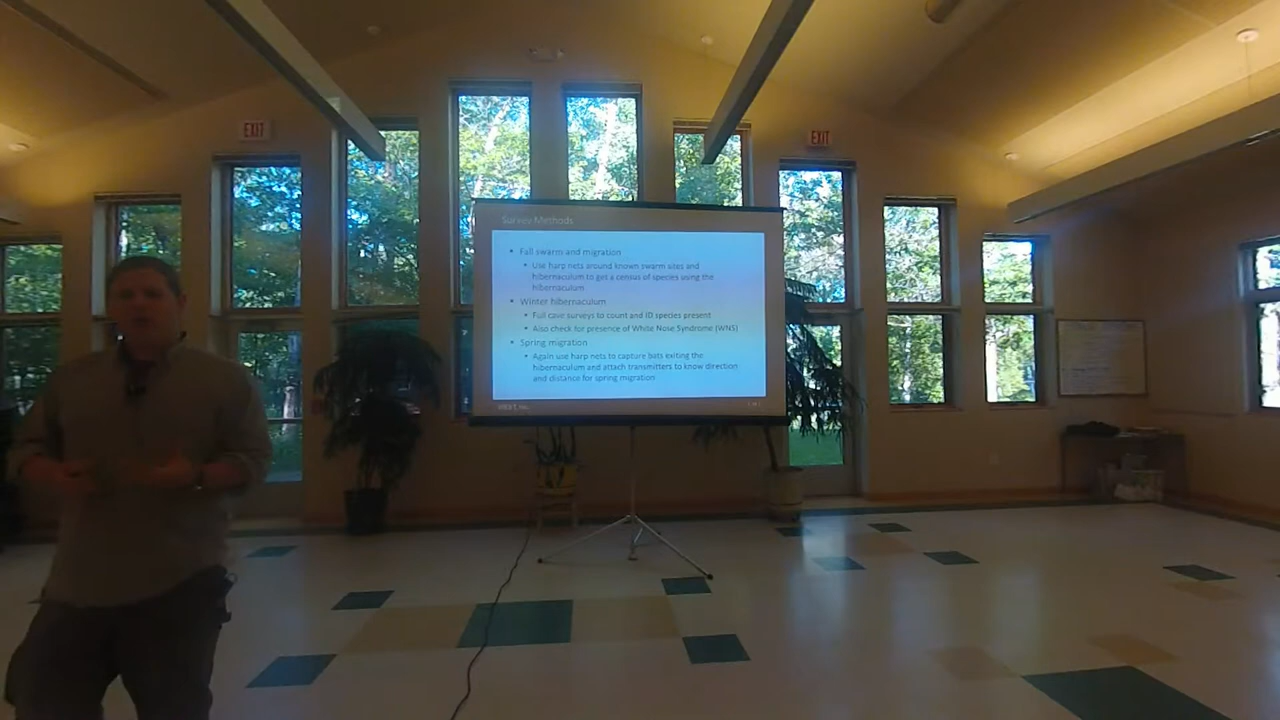 EXIT
EXIT
Survey Methods
• Fall swarm and migration
• Use harp nets around known swarm sites and
hibernaculum to get a census of species using the
hibernaculum
• Winter hibernaculum
• Full cave surveys to count and ID species present
• Also check for presence of White Nose Syndrome (WNS)
• Spring migration
• Again use harp nets to capture bats exiting the
hibernaculum and attach transmitters to know direction
and distance for spring migration